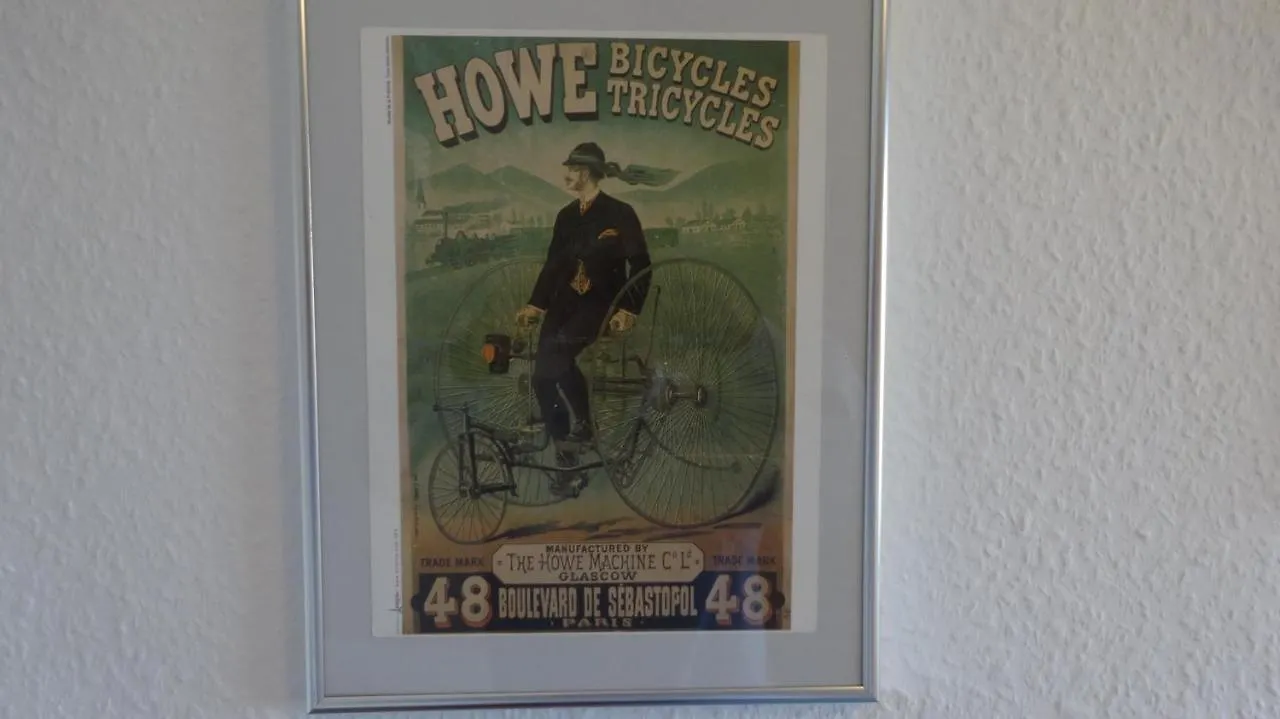 HOWE BICYCLES
TRICYCLES
MANUFACTURED BY
TRADE MARK THE HOWE MACHINE Co Ld TRADE MARK
GLASCOW
48 BOULEVARD DE SÉBASTOPOL 48
PARIS